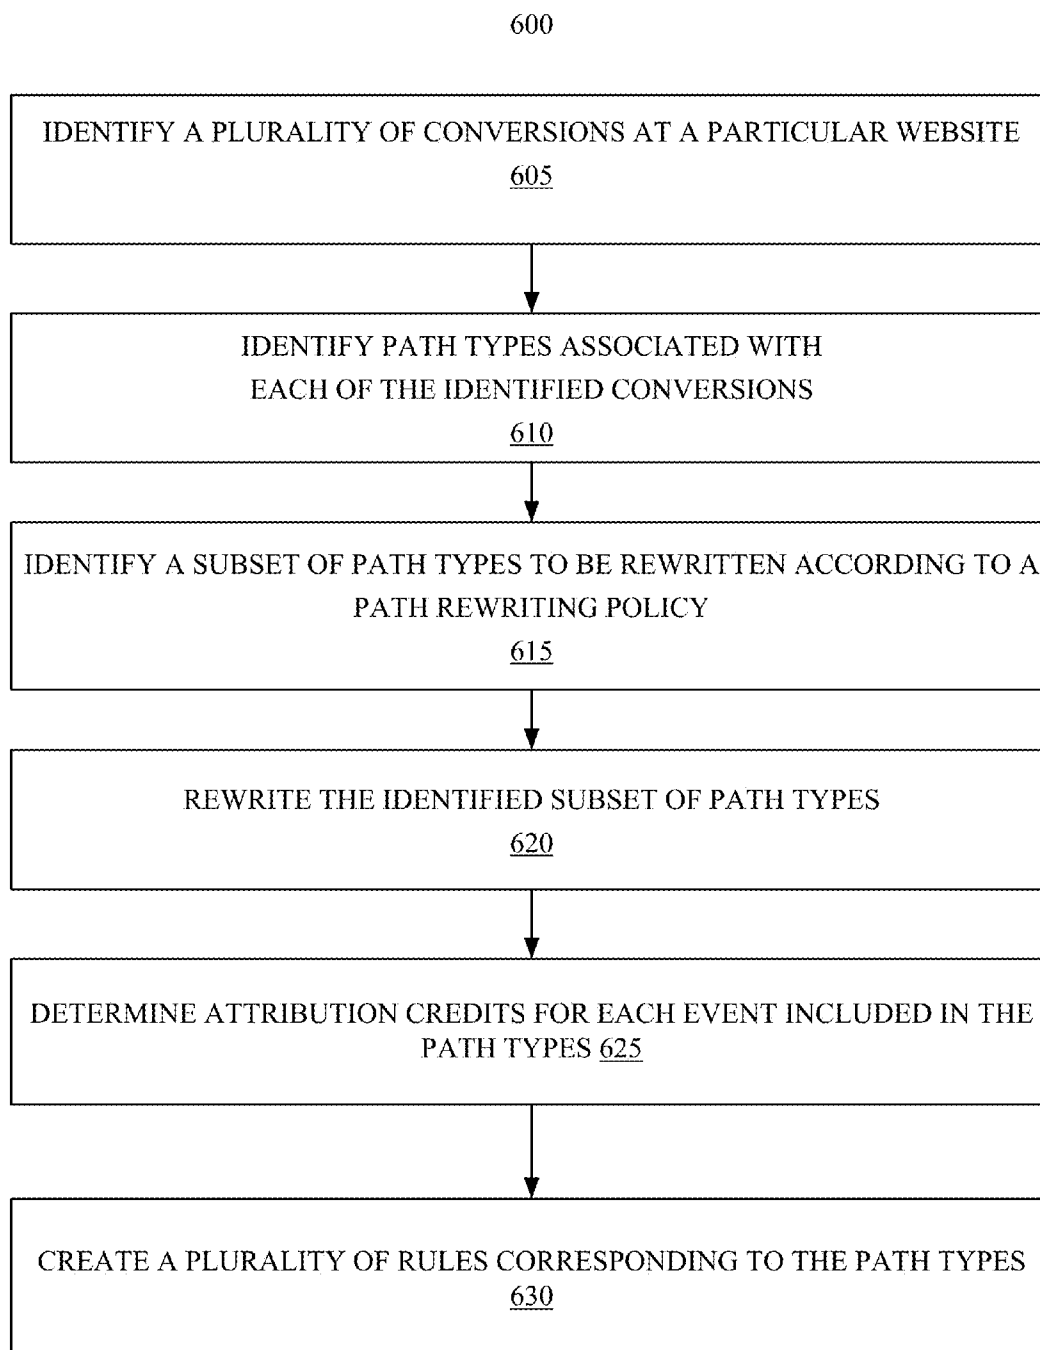 600
IDENTIFY A PLURALITY OF CONVERSIONS AT A PARTICULAR WEBSITE
605
IDENTIFY PATH TYPES ASSOCIATED WITH
EACH OF THE IDENTIFIED CONVERSIONS
610
IDENTIFY A SUBSET OF PATH TYPES TO BE REWRITTEN ACCORDING TO A
PATH REWRITING POLICY
615
REWRITE THE IDENTIFIED SUBSET OF PATH TYPES
620
DETERMINE ATTRIBUTION CREDITS FOR EACH EVENT INCLUDED IN THE
PATH TYPES 625
CREATE A PLURALITY OF RULES CORRESPONDING TO THE PATH TYPES
630